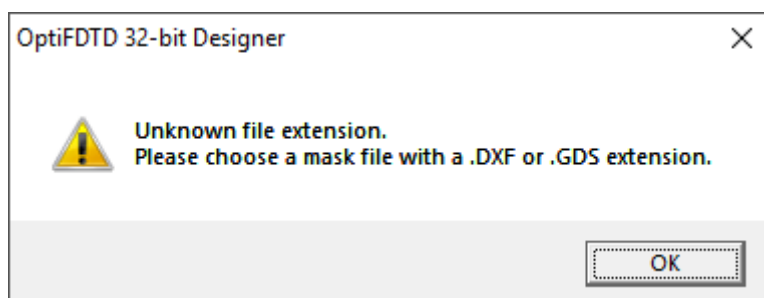 OptiFDTD 32-bit Designer
Unknown file extension.
Please choose a mask file with a .DXF or .GDS extension.
OK